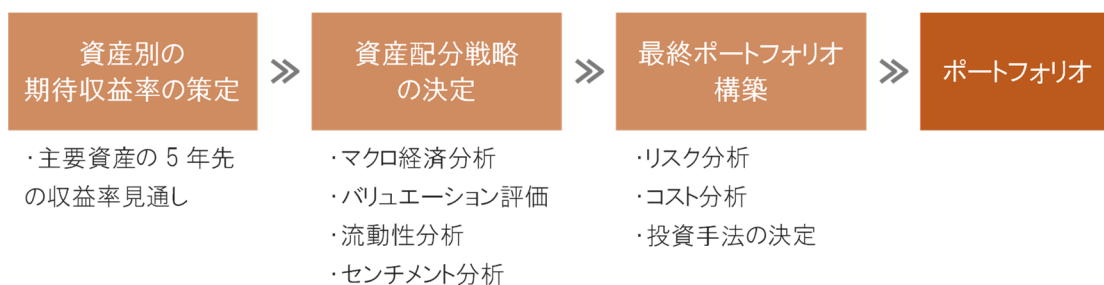 資産別の
期待収益率の策定
資産配分戦略
の決定
最終ポートフォリオ
構築
ポートフォリオ
・主要資産の 5 年先
の収益率見通し
・マクロ経済分析
・バリュエーション評価
・流動性分析
・センチメント分析
・リスク分析
・コスト分析
・投資手法の決定